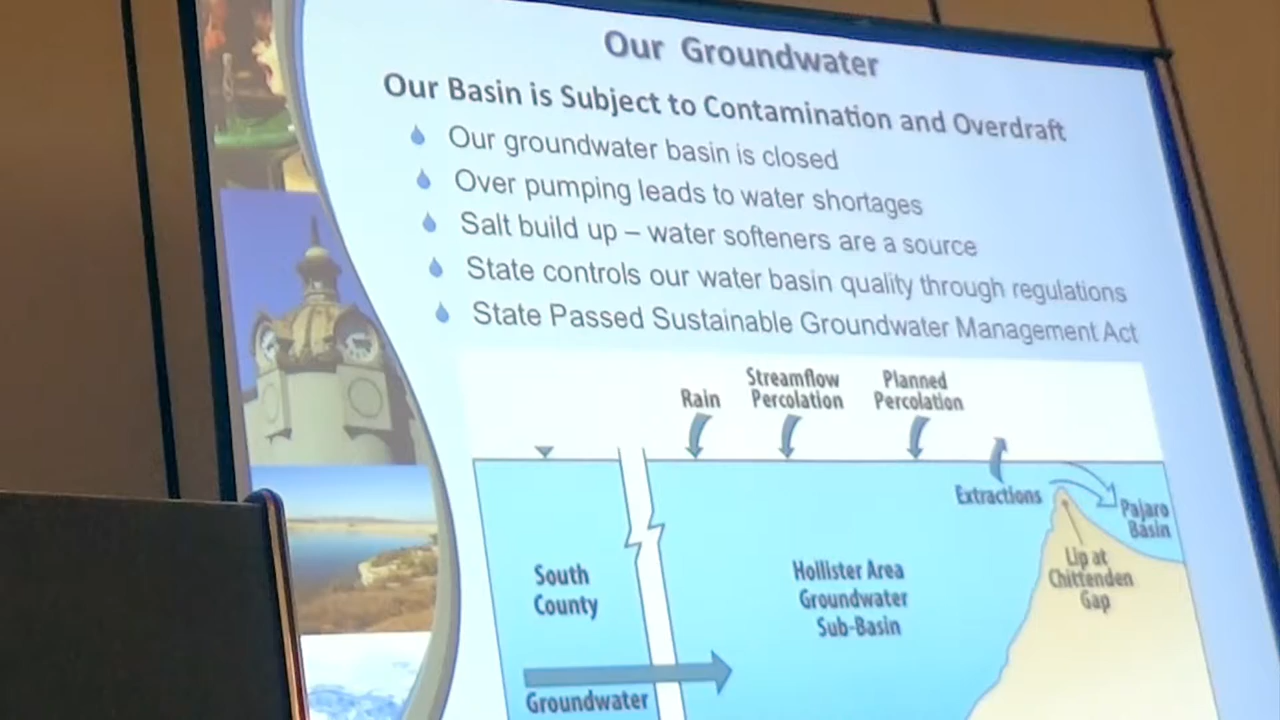 Our Groundwater
Our Basin is Subject to Contamination and Overdraft
Our groundwater basin is closed
Over pumping leads to water shortages
Salt build up – water softeners are a source
State controls our water basin quality through regulations
State Passed Sustainable Groundwater Management Act
Rain
Streamflow
Percolation
Planned
Percolation
Extractions
Pajaro
Basin
Lip at
Chittenden
Gap
South
County
Hollister Area
Groundwater
Sub-Basin
Groundwater